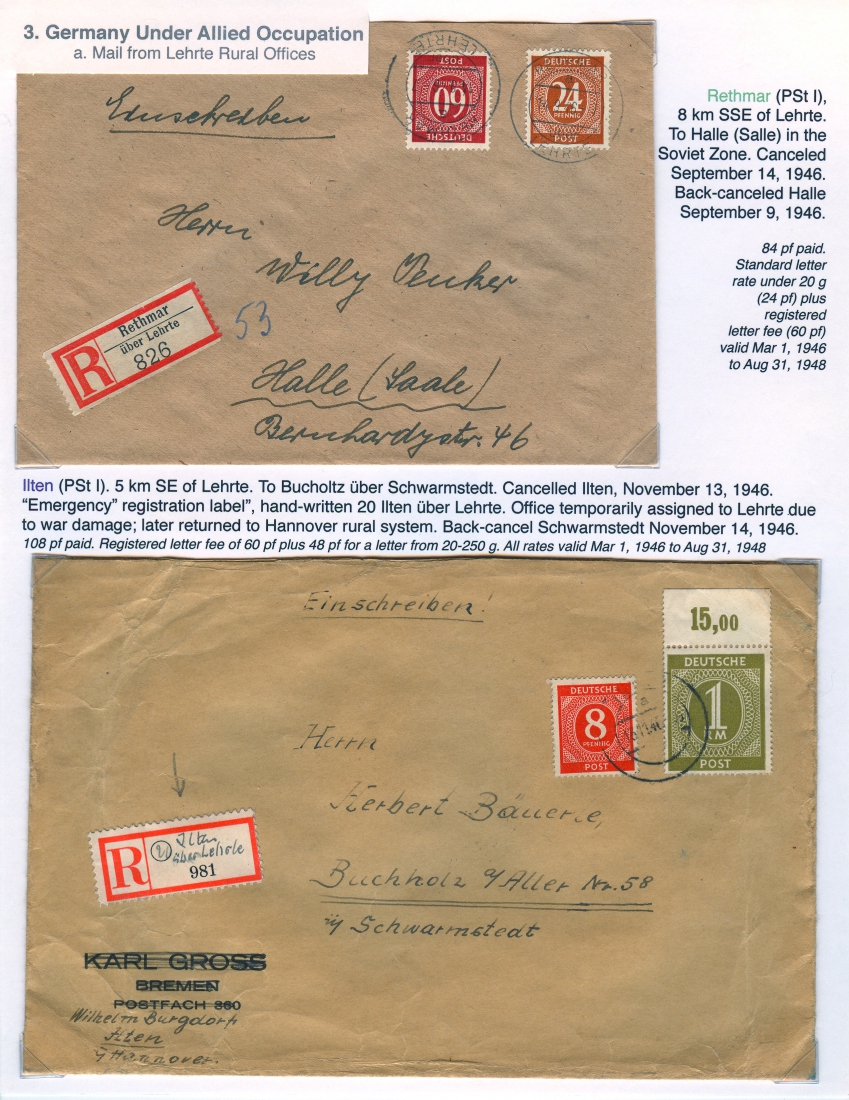 3. Germany Under Allied Occupation
a. Mail from Lehrte Rural Offices
Einschreiben
DEUTSCHE
60
PFENNIG
POST
LEHRTE
DEUTSCHE
24
PFENNIG
POST
LEHRTE
Rethmar (PSt I),
8 km SSE of Lehrte.
To Halle (Salle) in the
Soviet Zone. Canceled
September 14, 1946.
Back-canceled Halle
September 9, 1946.
84 pf paid.
Standard letter
rate under 20 g
(24 pf) plus
registered
letter fee (60 pf)
valid Mar 1, 1946
to Aug 31, 1948
Herrn
Willy Denker
R
Rethmar
über Lehrte
826
53
Halle (Saale)
Bernhardystr. 46
Ilten (PSt I). 5 km SE of Lehrte. To Bucholtz über Schwarmstedt. Cancelled Ilten, November 13, 1946.
“Emergency” registration label”, hand-written 20 Ilten über Lehrte. Office temporarily assigned to Lehrte due
to war damage; later returned to Hannover rural system. Back-cancel Schwarmstedt November 14, 1946.
108 pf paid. Registered letter fee of 60 pf plus 48 pf for a letter from 20-250 g. All rates valid Mar 1, 1946 to Aug 31, 1948
Einschreiben!
15,00
DEUTSCHE
8
PFENNIG
POST
DEUTSCHE
1
RM
POST
Herrn
Herbert Bäuerle,
R
Ilten
über Lehrte
981
Buchholz a/Aller Nr. 58
ü/ Schwarmstedt
KARL GROSS
BREMEN
POSTFACH 360
Wilhelm Burgdorf
Ilten
ü/Hannover.